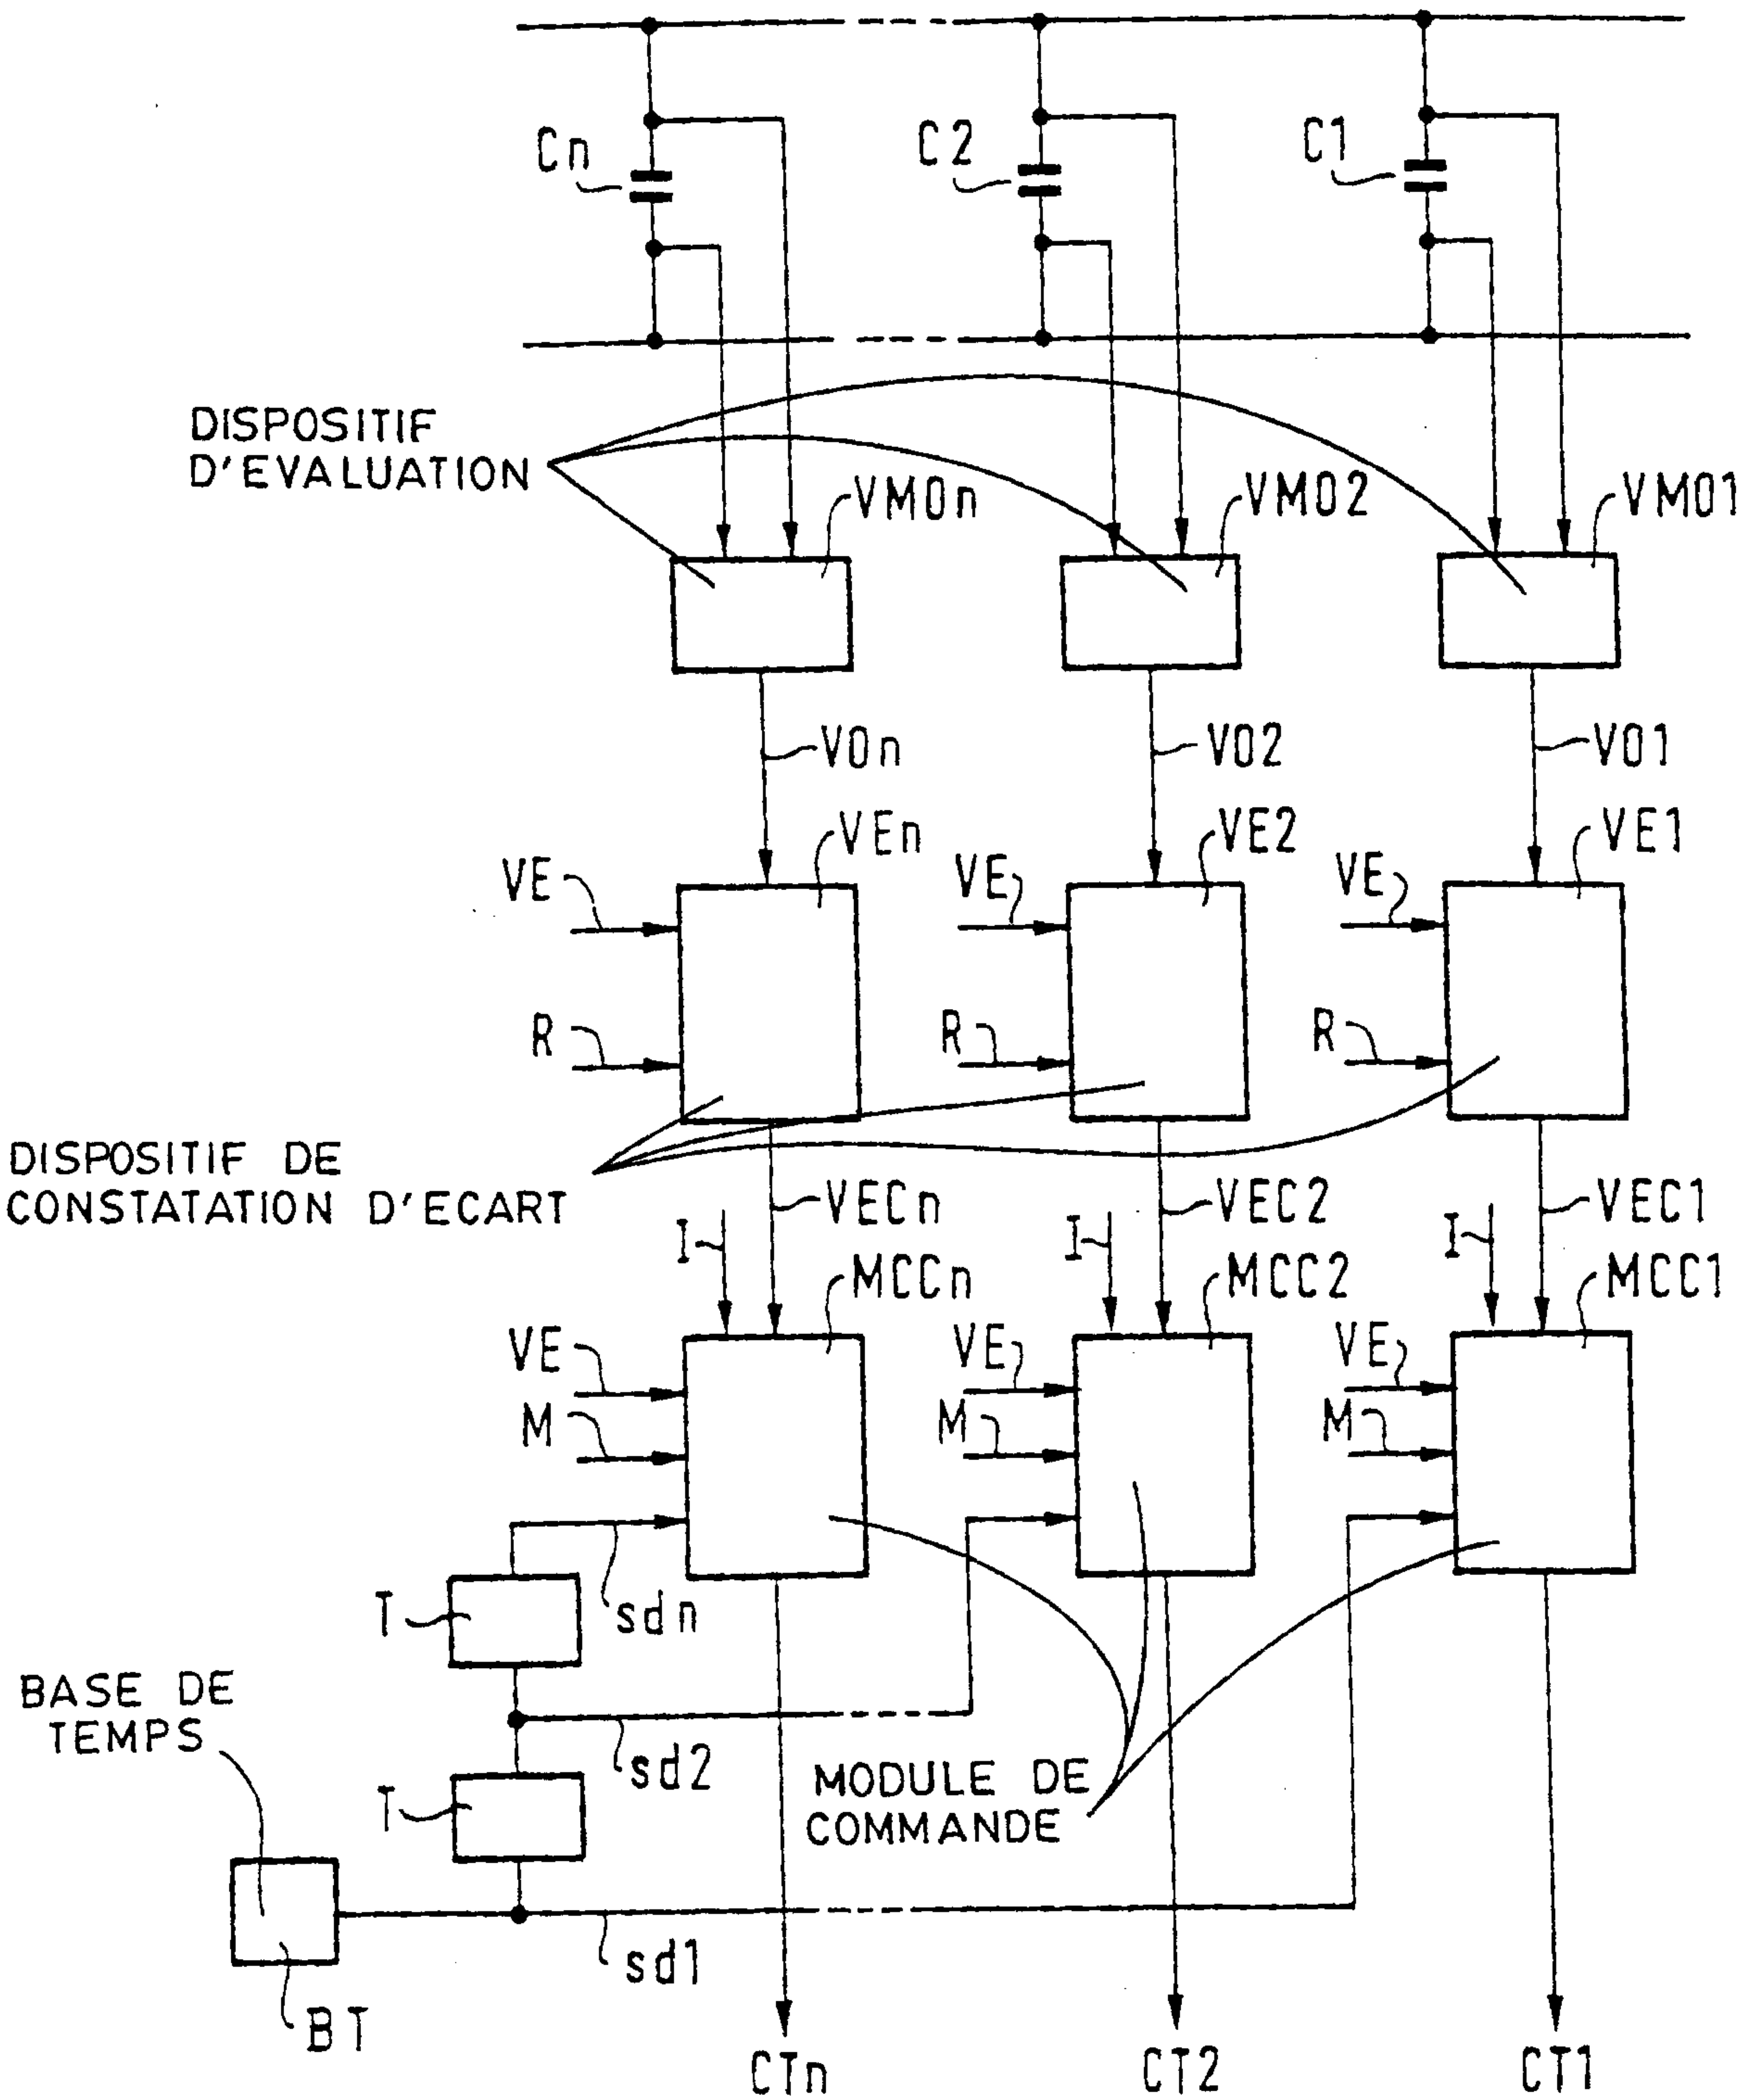 Cn
C2
C1
DISPOSITIF
D'EVALUATION
VM0n
VM02
VM01
V0n
V02
V01
VEn
VE2
VE1
VE
VE
VE
R
R
R
DISPOSITIF DE
CONSTATATION D'ECART
VECn
VEC2
VEC1
I
I
I
MCCn
MCC2
MCC1
VE
VE
VE
M
M
M
T
sdn
BASE DE
TEMPS
sd2
T
MODULE DE
COMMANDE
sd1
BT
CTn
CT2
CT1